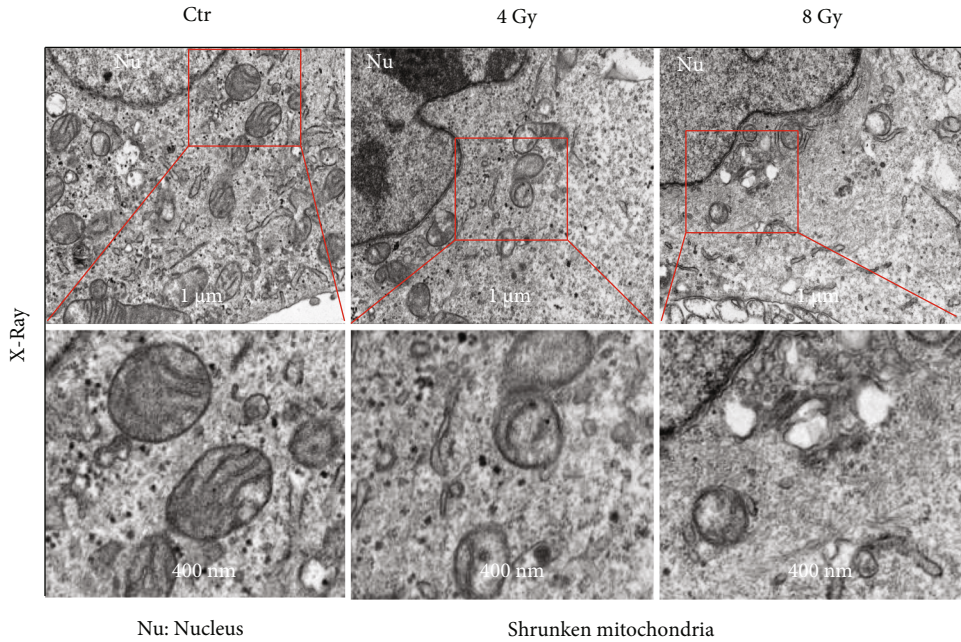 Ctr
4 Gy
8 Gy
X-Ray
Nu
Nu
Nu
1 μm
1 μm
1 μm
400 nm
400 nm
400 nm
Nu: Nucleus
Shrunken mitochondria